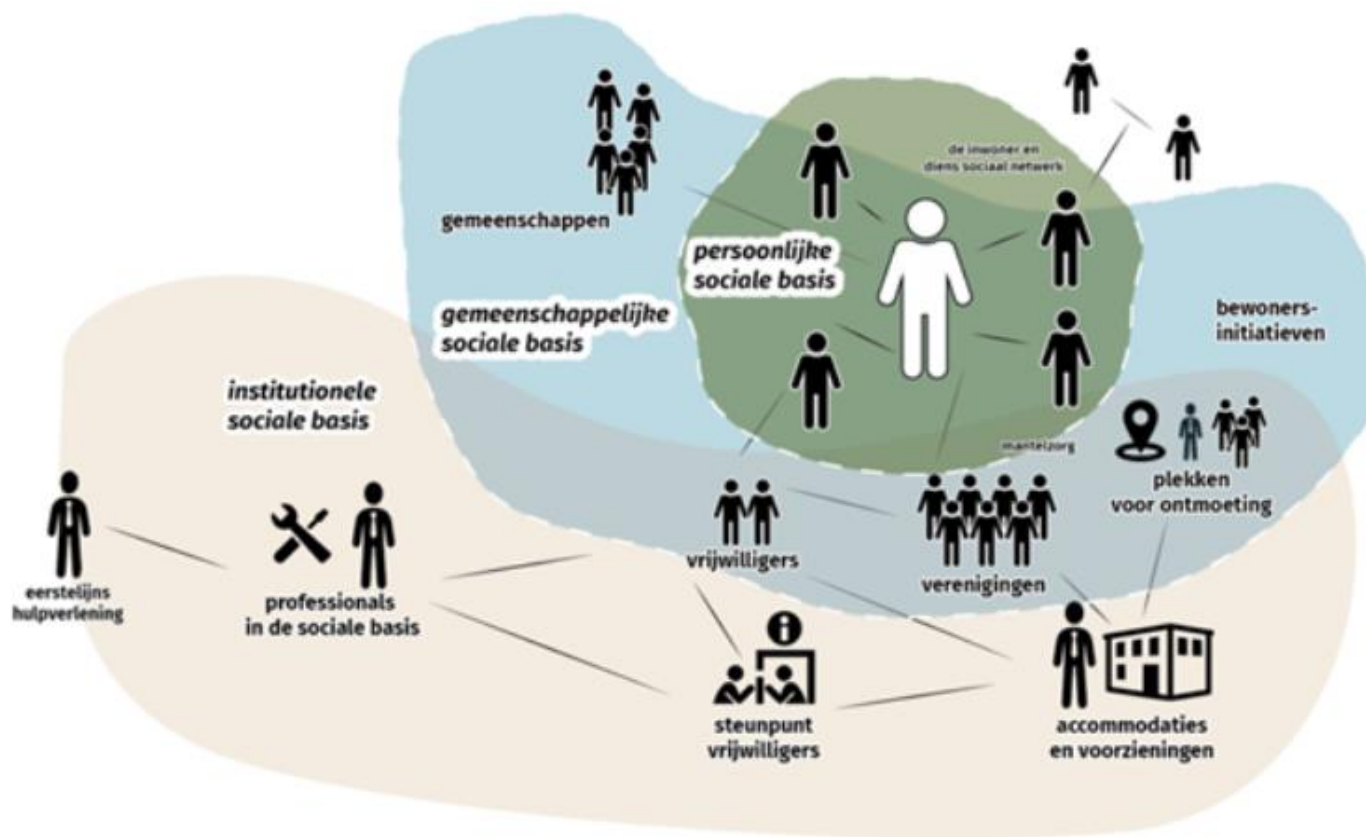 de inwoner en
diens sociaal netwerk
gemeenschappen
persoonlijke
sociale basis
gemeenschappelijke
sociale basis
bewoners-
initiatieven
institutionele
sociale basis
mantelzorg
plekken
voor ontmoeting
vrijwilligers
verenigingen
eerstelijns
hulpverlening
professionals
in de sociale basis
i
steunpunt
vrijwilligers
accommodaties
en voorzieningen